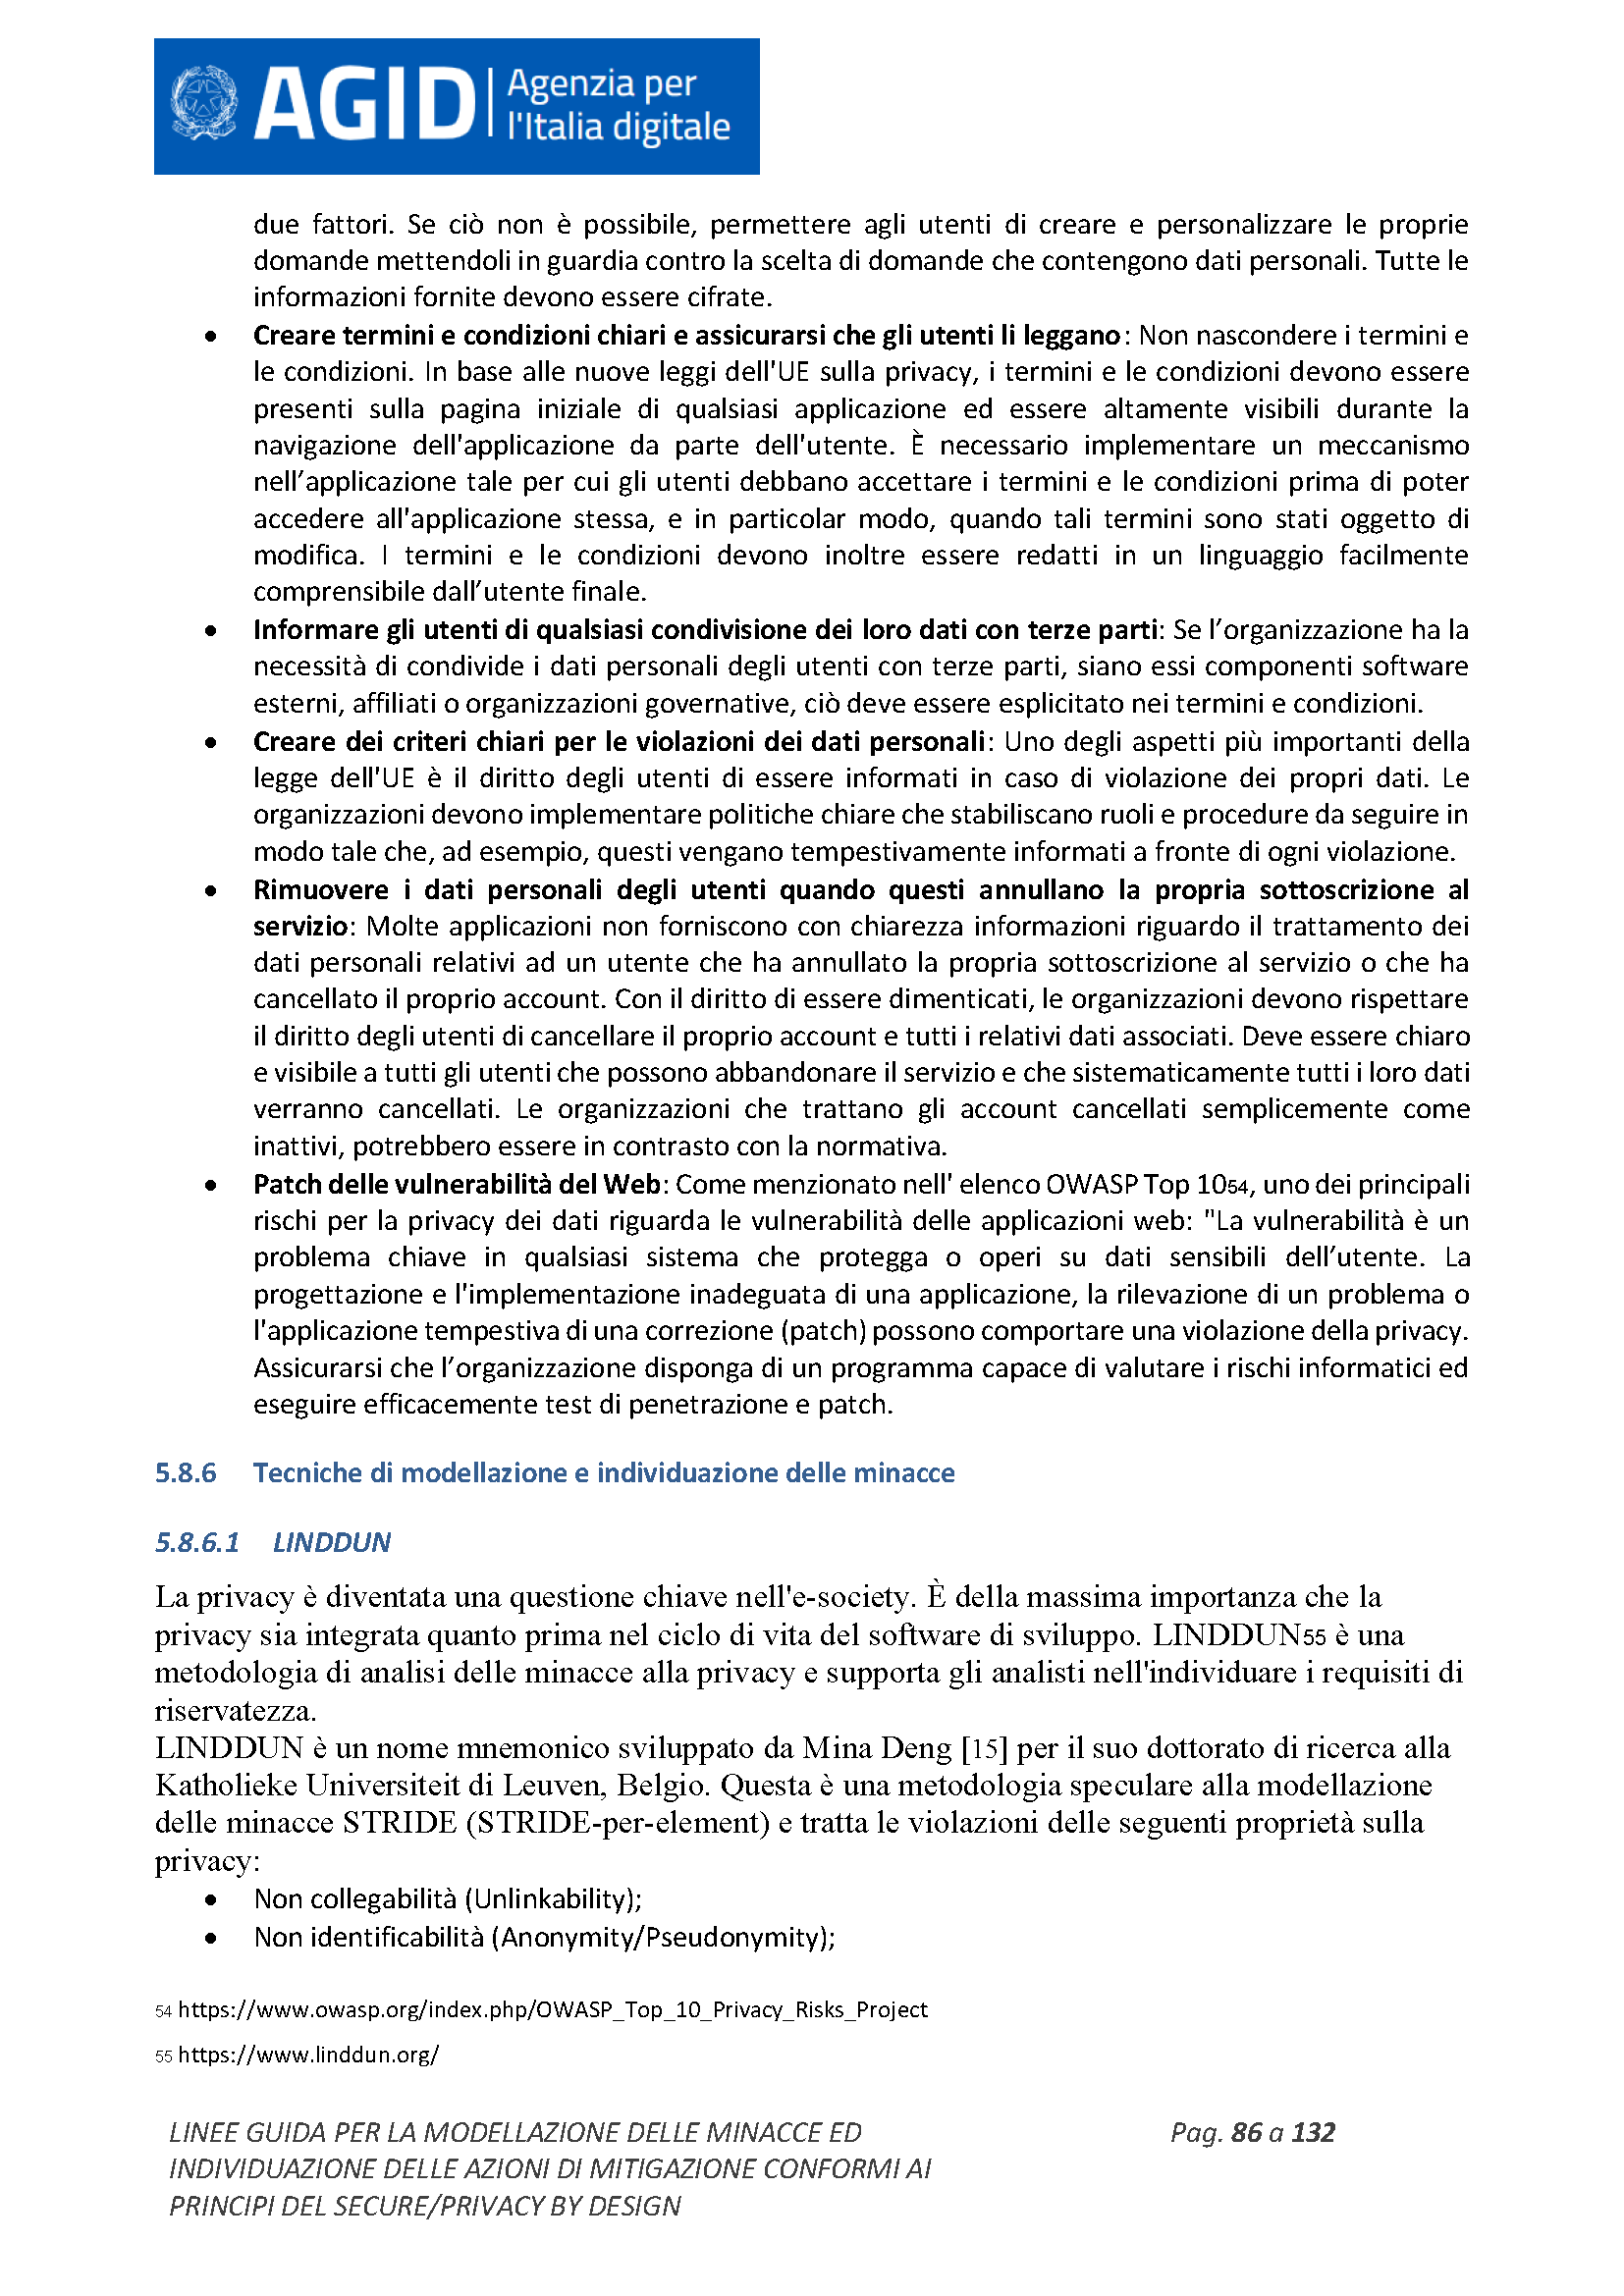 AGID
Agenzia per
l'Italia digitale
due fattori. Se ciò non è possibile, permettere agli utenti di creare e personalizzare le proprie
domande mettendoli in guardia contro la scelta di domande che contengono dati personali. Tutte le
informazioni fornite devono essere cifrate.
• Creare termini e condizioni chiari e assicurarsi che gli utenti li leggano: Non nascondere i termini e
le condizioni. In base alle nuove leggi dell'UE sulla privacy, i termini e le condizioni devono essere
presenti sulla pagina iniziale di qualsiasi applicazione ed essere altamente visibili durante la
navigazione dell'applicazione da parte dell'utente. È necessario implementare un meccanismo
nell’applicazione tale per cui gli utenti debbano accettare i termini e le condizioni prima di poter
accedere all'applicazione stessa, e in particolar modo, quando tali termini sono stati oggetto di
modifica. I termini e le condizioni devono inoltre essere redatti in un linguaggio facilmente
comprensibile dall’utente finale.
• Informare gli utenti di qualsiasi condivisione dei loro dati con terze parti: Se l’organizzazione ha la
necessità di condivide i dati personali degli utenti con terze parti, siano essi componenti software
esterni, affiliati o organizzazioni governative, ciò deve essere esplicitato nei termini e condizioni.
• Creare dei criteri chiari per le violazioni dei dati personali: Uno degli aspetti più importanti della
legge dell'UE è il diritto degli utenti di essere informati in caso di violazione dei propri dati. Le
organizzazioni devono implementare politiche chiare che stabiliscano ruoli e procedure da seguire in
modo tale che, ad esempio, questi vengano tempestivamente informati a fronte di ogni violazione.
• Rimuovere i dati personali degli utenti quando questi annullano la propria sottoscrizione al
servizio: Molte applicazioni non forniscono con chiarezza informazioni riguardo il trattamento dei
dati personali relativi ad un utente che ha annullato la propria sottoscrizione al servizio o che ha
cancellato il proprio account. Con il diritto di essere dimenticati, le organizzazioni devono rispettare
il diritto degli utenti di cancellare il proprio account e tutti i relativi dati associati. Deve essere chiaro
e visibile a tutti gli utenti che possono abbandonare il servizio e che sistematicamente tutti i loro dati
verranno cancellati. Le organizzazioni che trattano gli account cancellati semplicemente come
inattivi, potrebbero essere in contrasto con la normativa.
• Patch delle vulnerabilità del Web: Come menzionato nell' elenco OWASP Top 1054, uno dei principali
rischi per la privacy dei dati riguarda le vulnerabilità delle applicazioni web: "La vulnerabilità è un
problema chiave in qualsiasi sistema che protegga o operi su dati sensibili dell’utente. La
progettazione e l'implementazione inadeguata di una applicazione, la rilevazione di un problema o
l'applicazione tempestiva di una correzione (patch) possono comportare una violazione della privacy.
Assicurarsi che l’organizzazione disponga di un programma capace di valutare i rischi informatici ed
eseguire efficacemente test di penetrazione e patch.
5.8.6 Tecniche di modellazione e individuazione delle minacce
5.8.6.1 LINDDUN
La privacy è diventata una questione chiave nell'e-society. È della massima importanza che la
privacy sia integrata quanto prima nel ciclo di vita del software di sviluppo. LINDDUN55 è una
metodologia di analisi delle minacce alla privacy e supporta gli analisti nell'individuare i requisiti di
riservatezza.
LINDDUN è un nome mnemonico sviluppato da Mina Deng [15] per il suo dottorato di ricerca alla
Katholieke Universiteit di Leuven, Belgio. Questa è una metodologia speculare alla modellazione
delle minacce STRIDE (STRIDE-per-element) e tratta le violazioni delle seguenti proprietà sulla
privacy:
• Non collegabilità (Unlinkability);
• Non identificabilità (Anonymity/Pseudonymity);
54 https://www.owasp.org/index.php/OWASP_Top_10_Privacy_Risks_Project
55 https://www.linddun.org/
LINEE GUIDA PER LA MODELLAZIONE DELLE MINACCE ED
INDIVIDUAZIONE DELLE AZIONI DI MITIGAZIONE CONFORMI AI
PRINCIPI DEL SECURE/PRIVACY BY DESIGN
Pag. 86 a 132